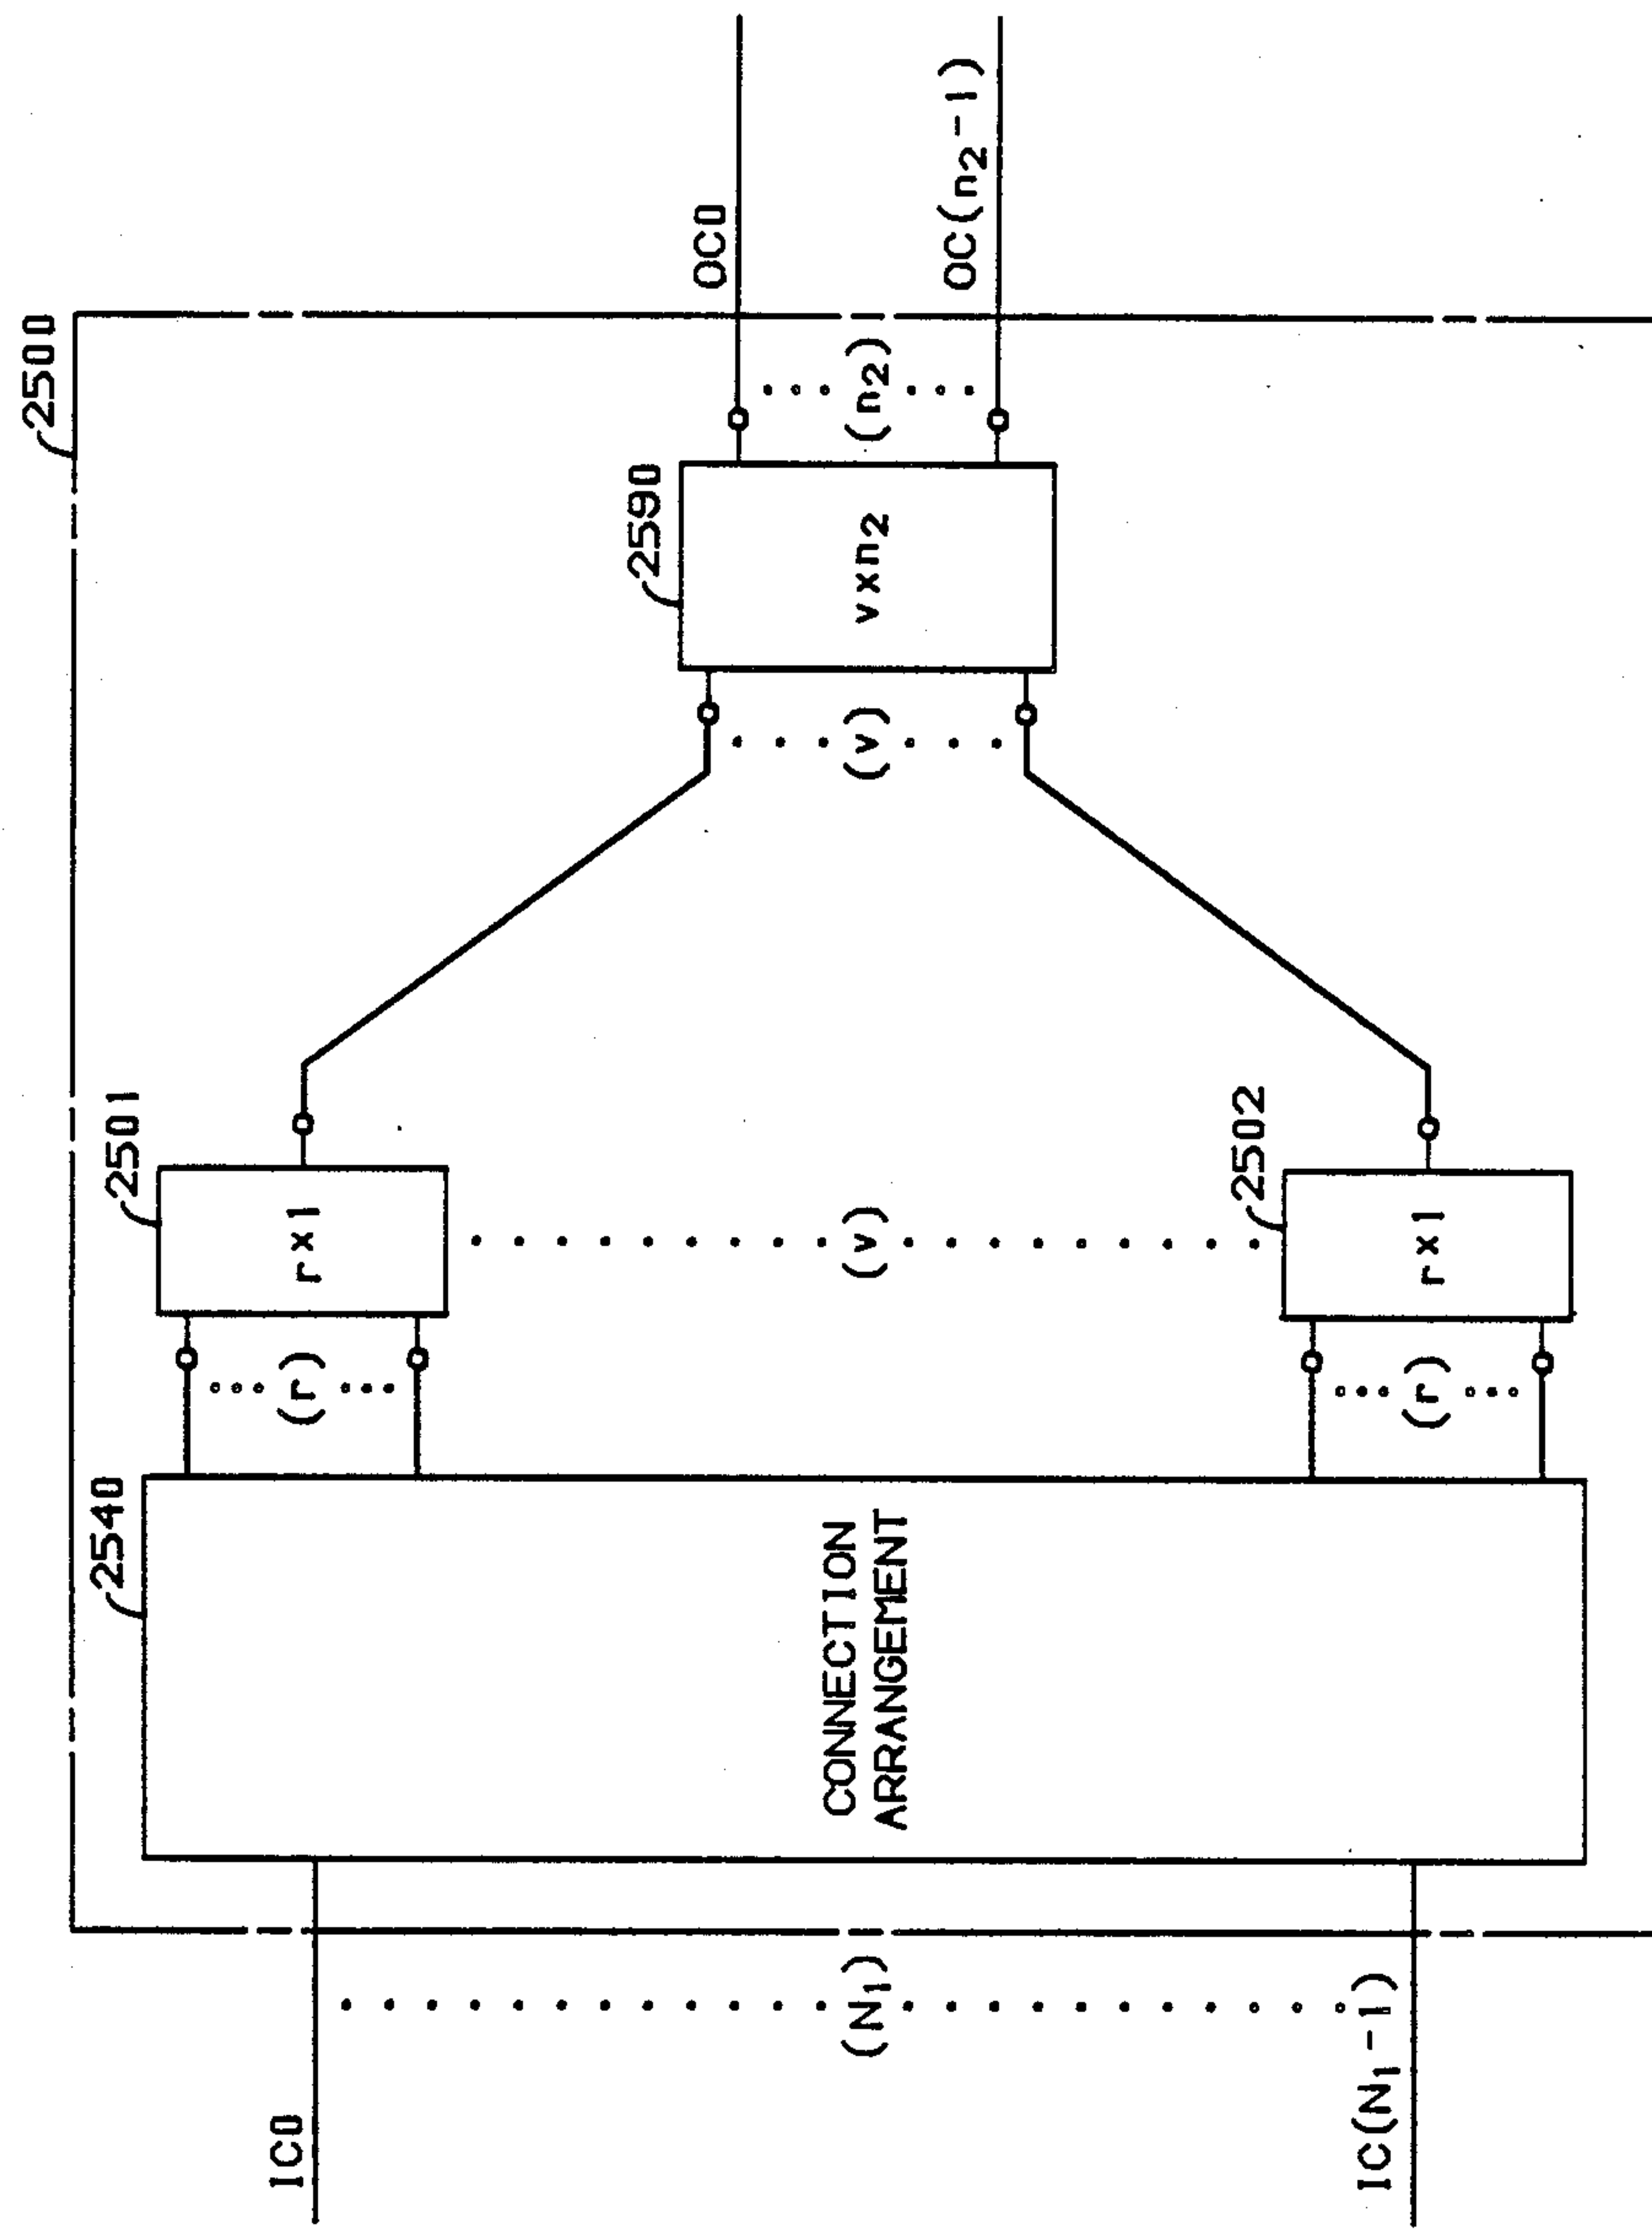 2500
2540
2501
2590
IC0
OC0
(r)
r×1
CONNECTION
ARRANGEMENT
(N₁)
(v)
(v)
v×n₂
(n₂)
OC(n₂-1)
2502
(r)
r×1
IC(N₁-1)